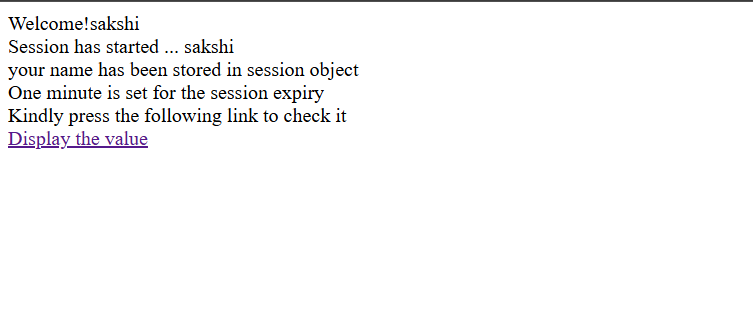 Welcome!sakshi
Session has started ... sakshi
your name has been stored in session object
One minute is set for the session expiry
Kindly press the following link to check it
Display the value